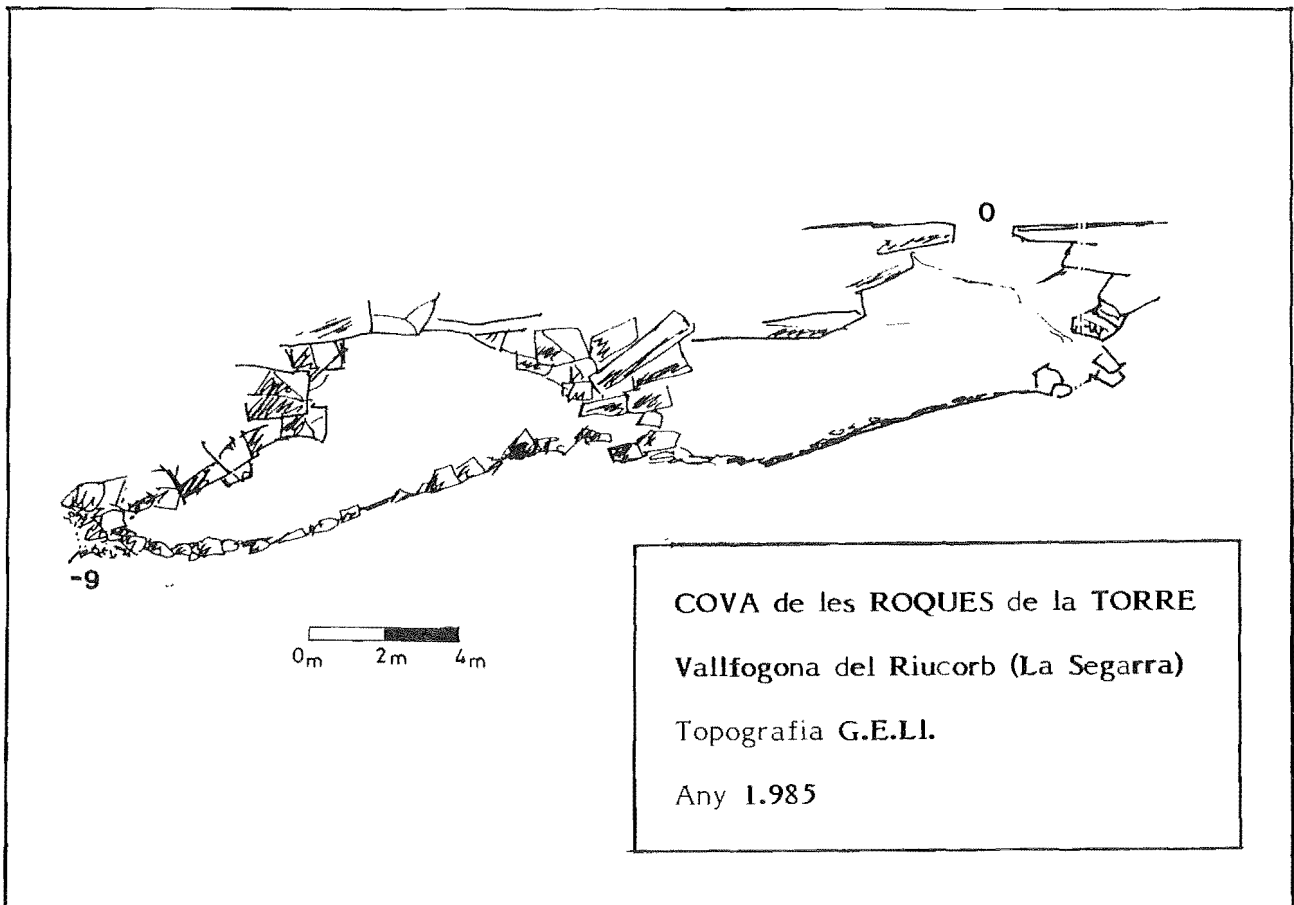 0
-9
0m 2m 4m
COVA de les ROQUES de la TORRE
Vallfogona del Riucorb (La Segarra)
Topografia G.E.Ll.
Any 1.985